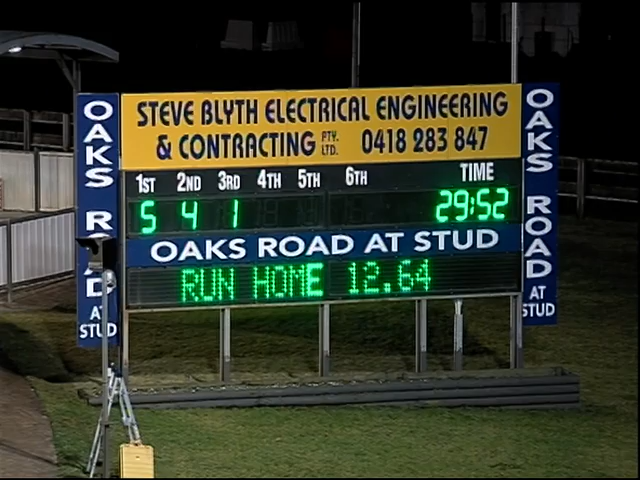 STEVE BLYTH ELECTRICAL ENGINEERING
& CONTRACTING PTY. LTD. 0418 283 847
1ST 2ND 3RD 4TH 5TH 6TH TIME
5 4 1 29:52
OAKS ROAD AT STUD
RUN HOME 12.64
OAKS ROAD AT STUD
OAKS ROAD AT STUD